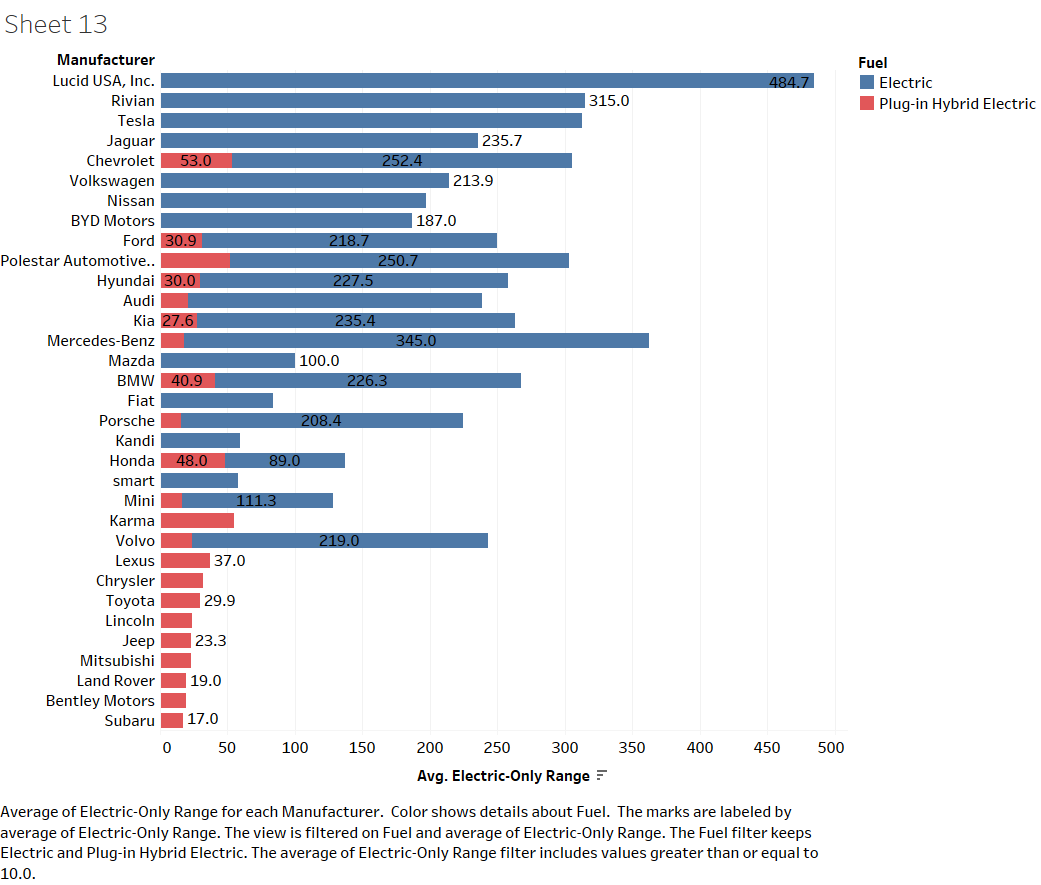 Sheet 13
Manufacturer
Fuel
Lucid USA, Inc. 484.7
Electric
Rivian 315.0
Plug-in Hybrid Electric
Tesla
Jaguar 235.7
Chevrolet 53.0 252.4
Volkswagen 213.9
Nissan
BYD Motors 187.0
Ford 30.9 218.7
Polestar Automotive.. 250.7
Hyundai 30.0 227.5
Audi
Kia 27.6 235.4
Mercedes-Benz 345.0
Mazda 100.0
BMW 40.9 226.3
Fiat
Porsche 208.4
Kandi
Honda 48.0 89.0
smart
Mini 111.3
Karma
Volvo 219.0
Lexus 37.0
Chrysler
Toyota 29.9
Lincoln
Jeep 23.3
Mitsubishi
Land Rover 19.0
Bentley Motors
Subaru 17.0
0 50 100 150 200 250 300 350 400 450 500
Avg. Electric-Only Range
Average of Electric-Only Range for each Manufacturer.  Color shows details about Fuel.  The marks are labeled by
average of Electric-Only Range. The view is filtered on Fuel and average of Electric-Only Range. The Fuel filter keeps
Electric and Plug-in Hybrid Electric. The average of Electric-Only Range filter includes values greater than or equal to
10.0.